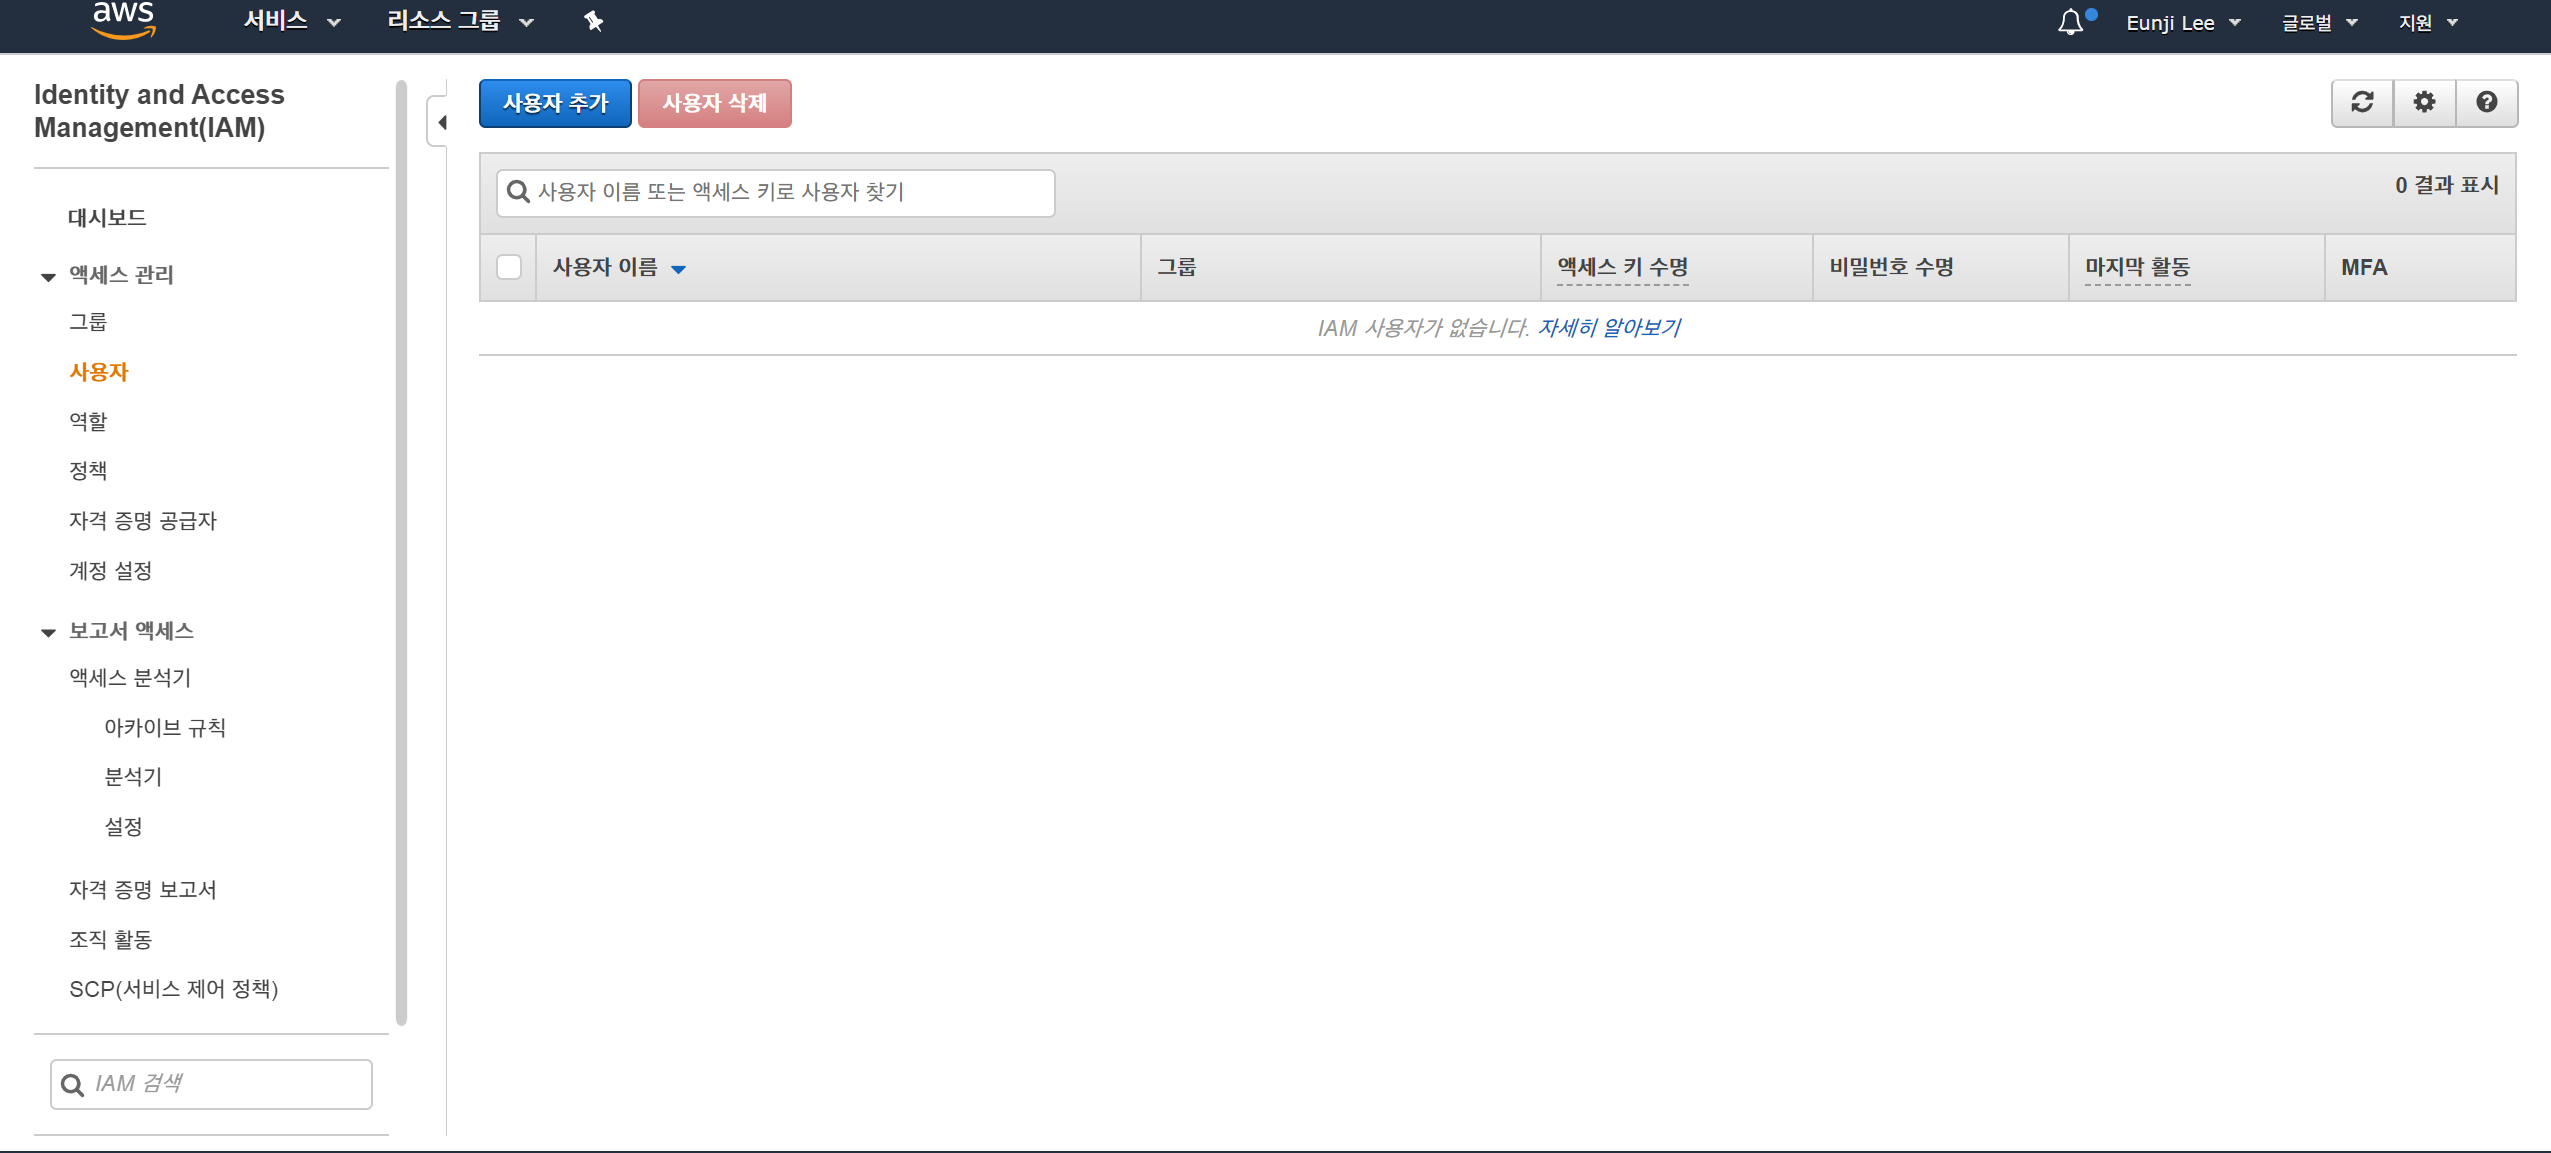 aws 서비스 리소스 그룹 Eunji Lee 글로벌 지원
Identity and Access
Management(IAM)
대시보드
액세스 관리
그룹
사용자
역할
정책
자격 증명 공급자
계정 설정
보고서 액세스
액세스 분석기
아카이브 규칙
분석기
설정
자격 증명 보고서
조직 활동
SCP(서비스 제어 정책)
IAM 검색
사용자 추가 사용자 삭제
사용자 이름 또는 액세스 키로 사용자 찾기 0 결과 표시
사용자 이름 그룹 액세스 키 수명 비밀번호 수명 마지막 활동 MFA
IAM 사용자가 없습니다. 자세히 알아보기